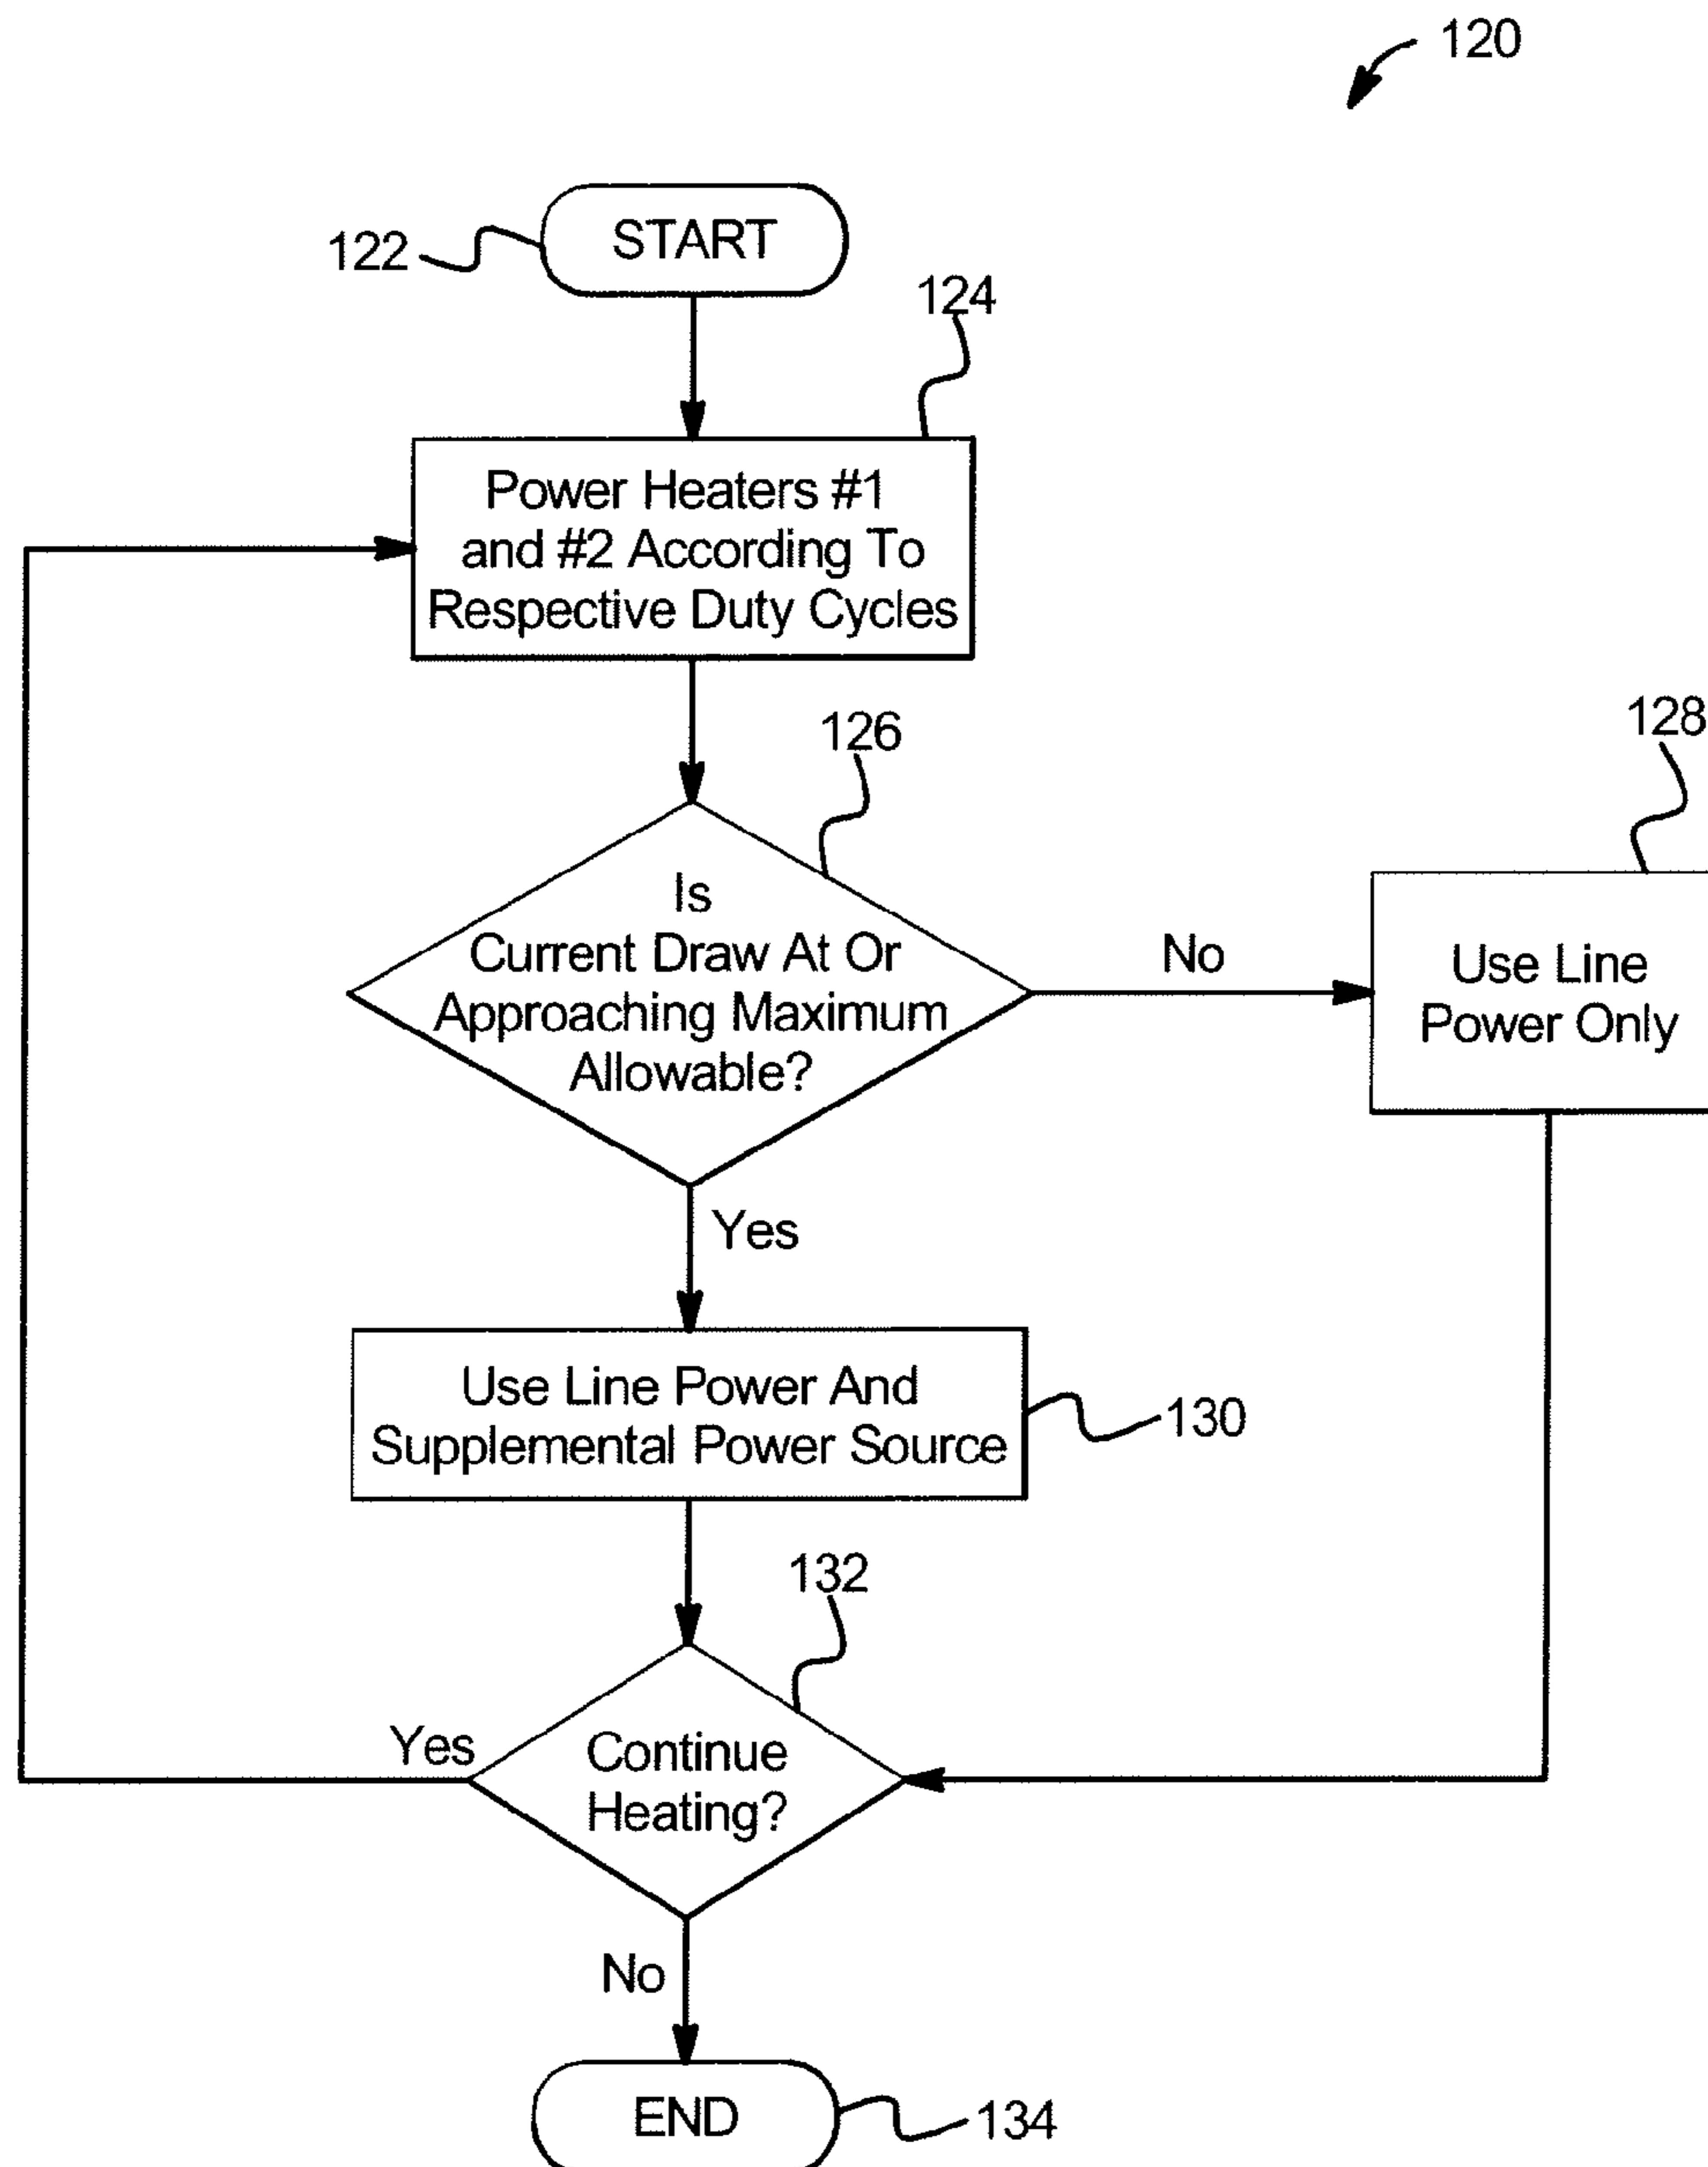 120
START
122
124
Power Heaters #1
and #2 According To
Respective Duty Cycles
126
128
Is
Current Draw At Or
Approaching Maximum
Allowable?
No
Use Line
Power Only
Yes
Use Line Power And
Supplemental Power Source
130
132
Yes
Continue
Heating?
No
END
134